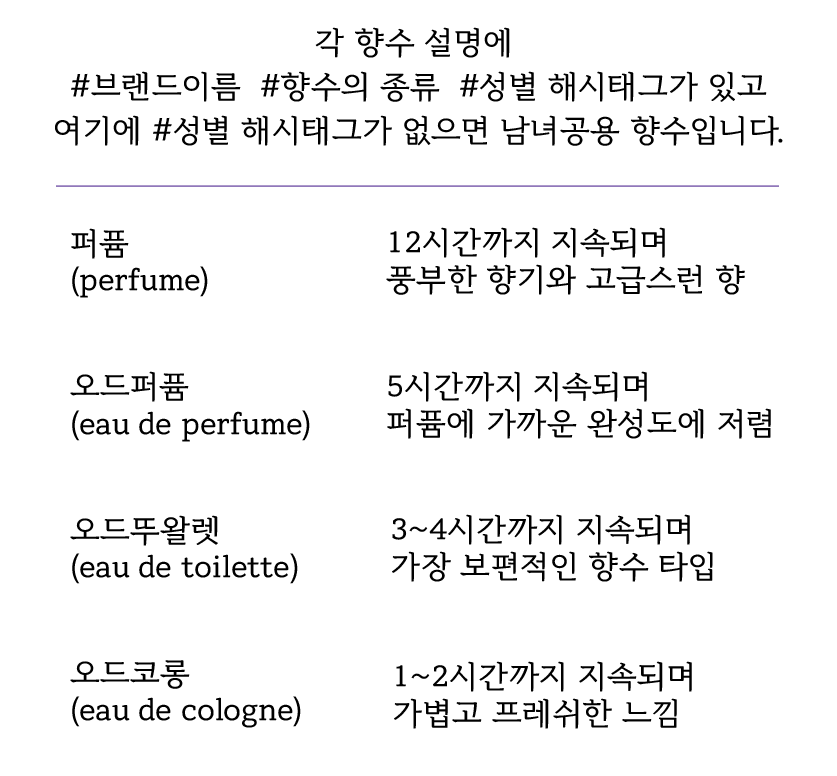 각 향수 설명에
#브랜드이름 #향수의 종류 #성별 해시태그가 있고
여기에 #성별 해시태그가 없으면 남녀공용 향수입니다.
퍼퓸
(perfume)
12시간까지 지속되며
풍부한 향기와 고급스런 향
오드퍼퓸
(eau de perfume)
5시간까지 지속되며
퍼퓸에 가까운 완성도에 저렴
오드뚜왈렛
(eau de toilette)
3~4시간까지 지속되며
가장 보편적인 향수 타입
오드코롱
(eau de cologne)
1~2시간까지 지속되며
가볍고 프레쉬한 느낌